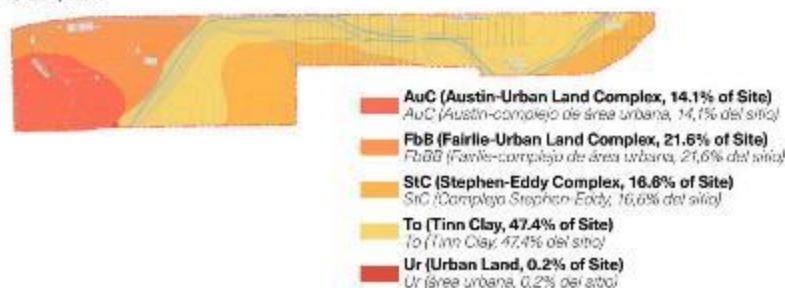 AuC (Austin-Urban Land Complex, 14.1% of Site)
AuC (Austin-complejo de área urbana, 14,1% del sitio)
FbB (Fairlie-Urban Land Complex, 21.6% of Site)
FbBB (Fairlie-complejo de área urbana, 21,6% del sitio)
StC (Stephen-Eddy Complex, 16.6% of Site)
StC (Complejo Stephen-Eddy, 16,6% del sitio)
To (Tinn Clay, 47.4% of Site)
To (Tinn Clay, 47.4% del sitio)
Ur (Urban Land, 0.2% of Site)
Ur (área urbana, 0.2% del sitio)